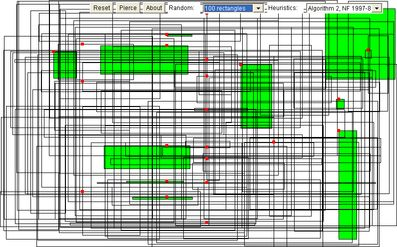 Reset Pierce About Random: 100 rectangles Heuristics: Algorithm 2, NF 1997-8